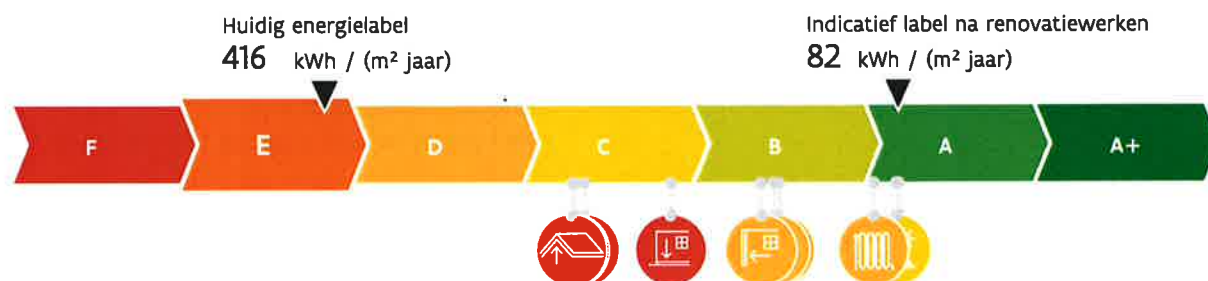 Huidig energielabel
416 kWh / (m² jaar)
Indicatief label na renovatiewerken
82 kWh / (m² jaar)
F E D C B A A+